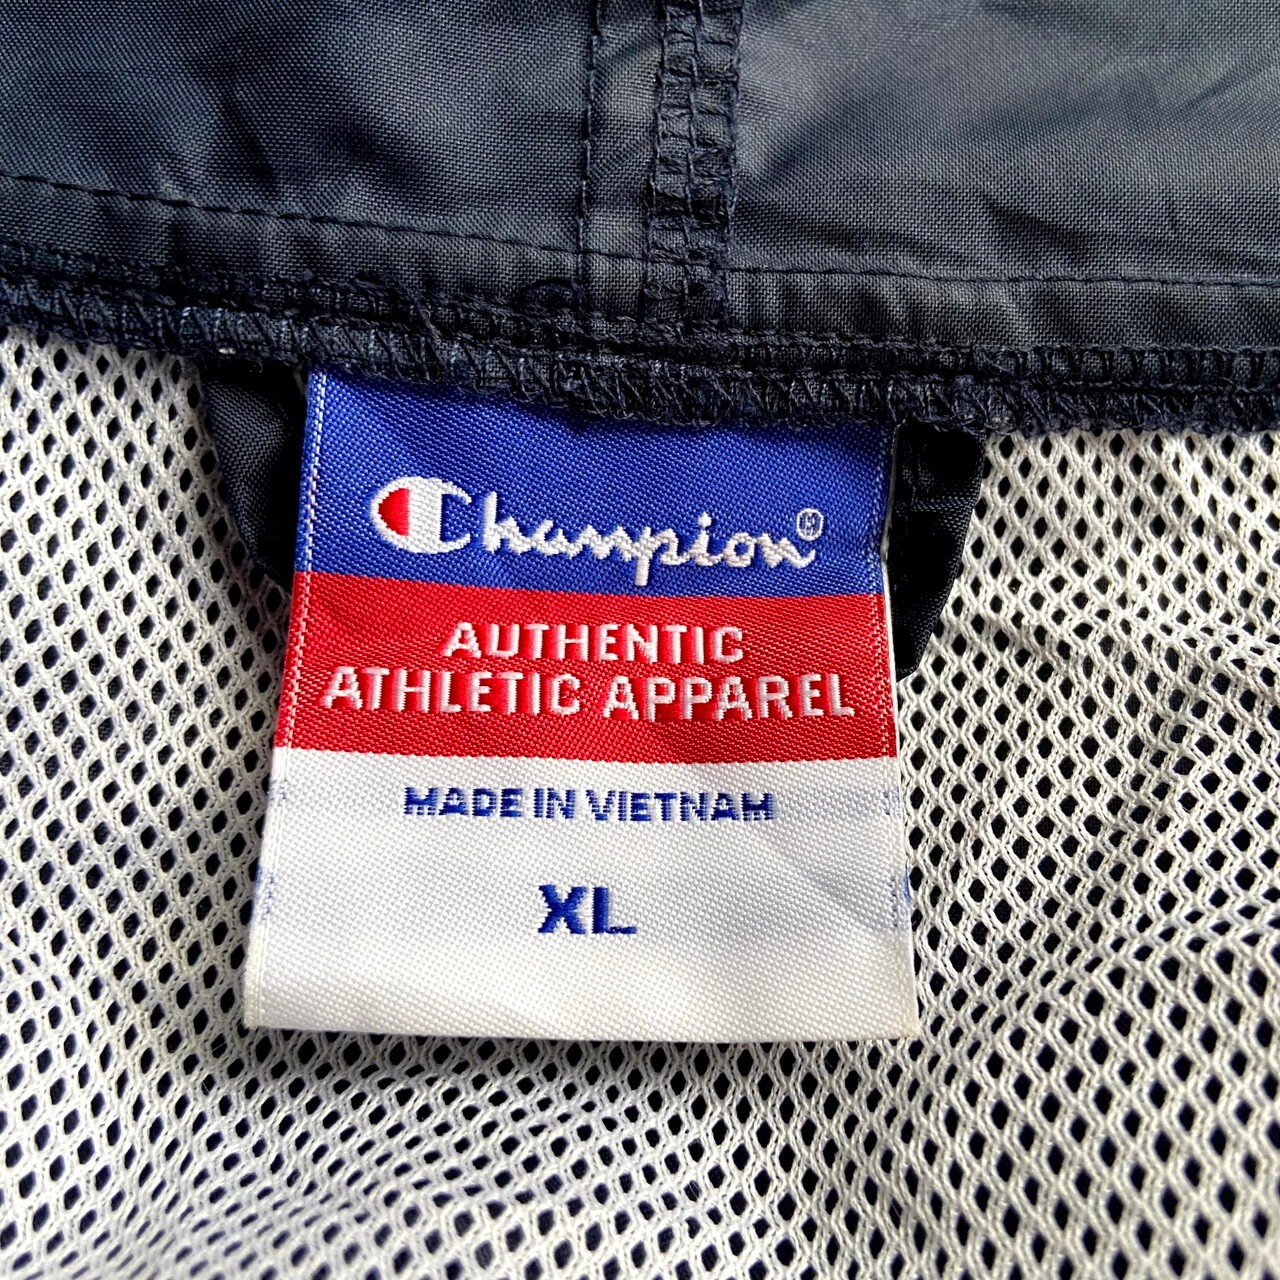 Champion®
AUTHENTIC
ATHLETIC APPAREL
MADE IN VIETNAM
XL